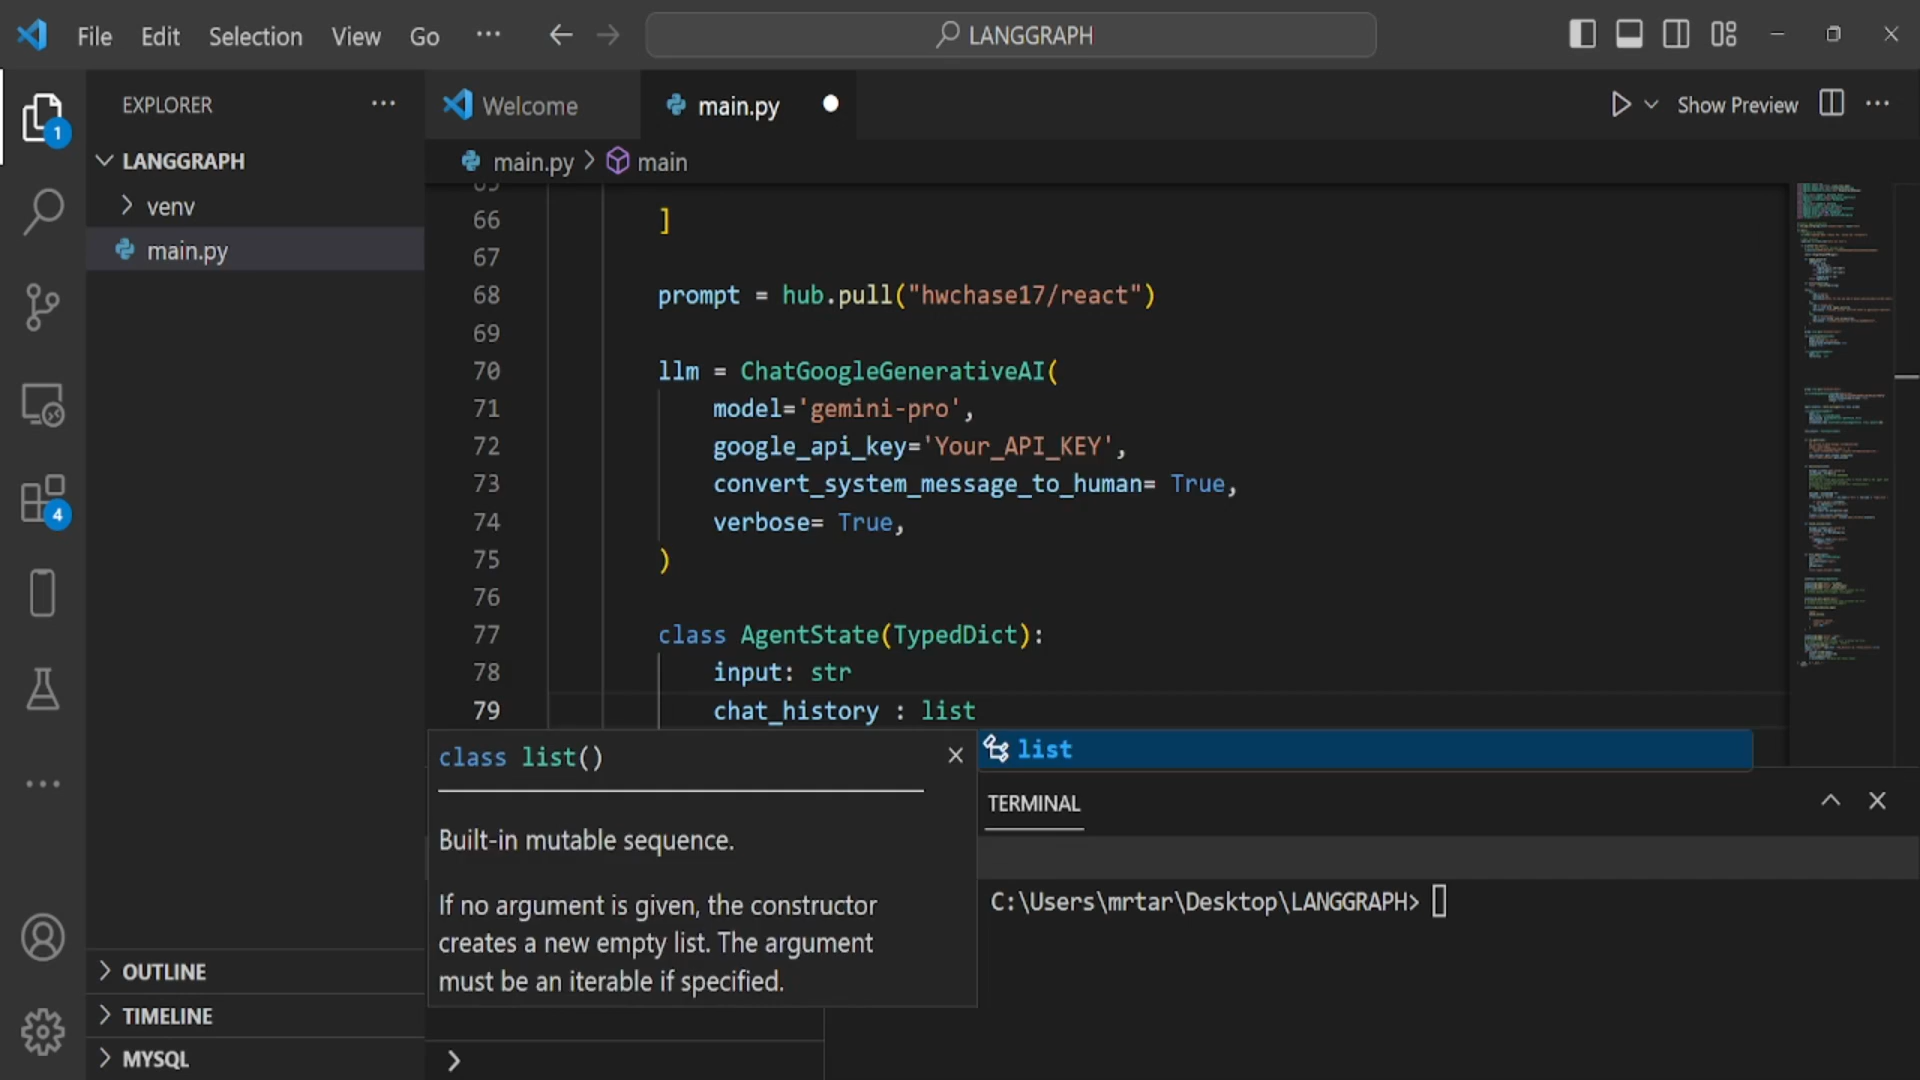 File Edit Selection View Go ··· LANGGRAPH
EXPLORER ···
Welcome
main.py
Show Preview ···
1
LANGGRAPH
main.py > main
venv
main.py
66 ]
67
68 prompt = hub.pull("hwchase17/react")
69
70 llm = ChatGoogleGenerativeAI(
71 model='gemini-pro',
72 google_api_key='Your_API_KEY',
73 convert_system_message_to_human= True,
74 verbose= True,
75 )
76
77 class AgentState(TypedDict):
78 input: str
79 chat_history : list
4
class list()
list
Built-in mutable sequence.
If no argument is given, the constructor
creates a new empty list. The argument
must be an iterable if specified.
TERMINAL
C:\Users\mrtar\Desktop\LANGGRAPH>
OUTLINE
TIMELINE
MYSQL